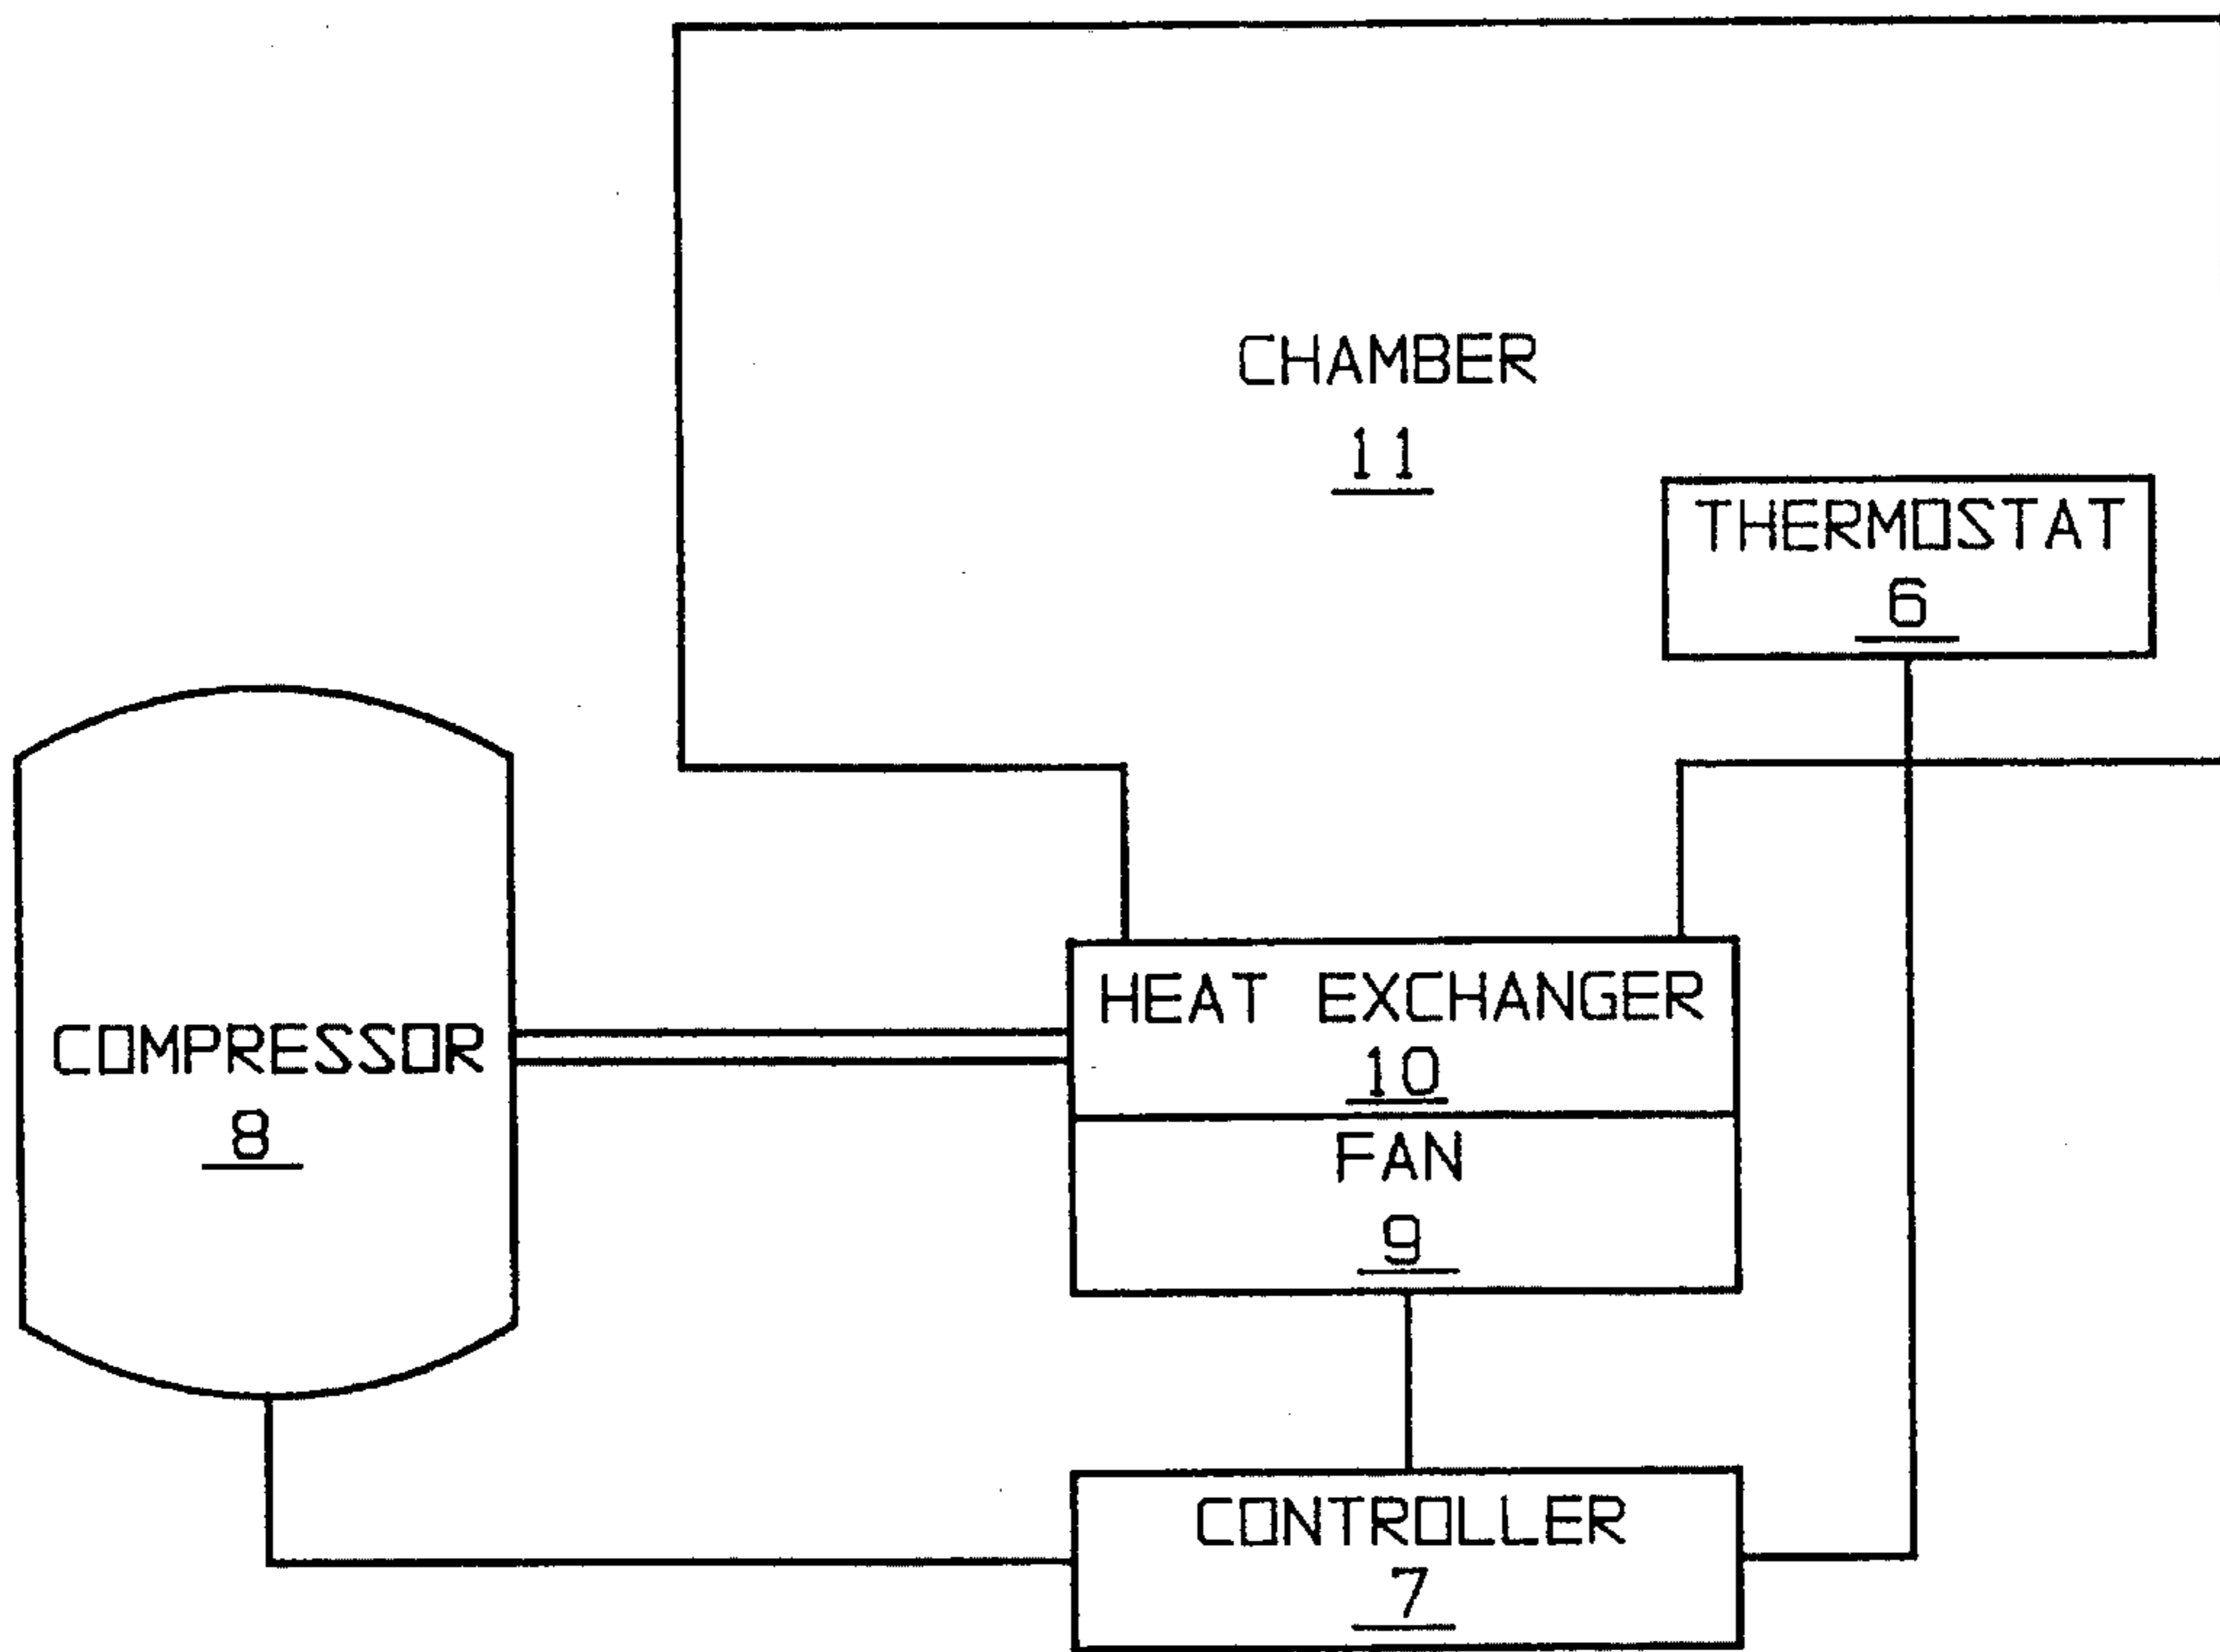 CHAMBER
11
THERMOSTAT
6
COMPRESSOR
8
HEAT EXCHANGER
10
FAN
9
CONTROLLER
7